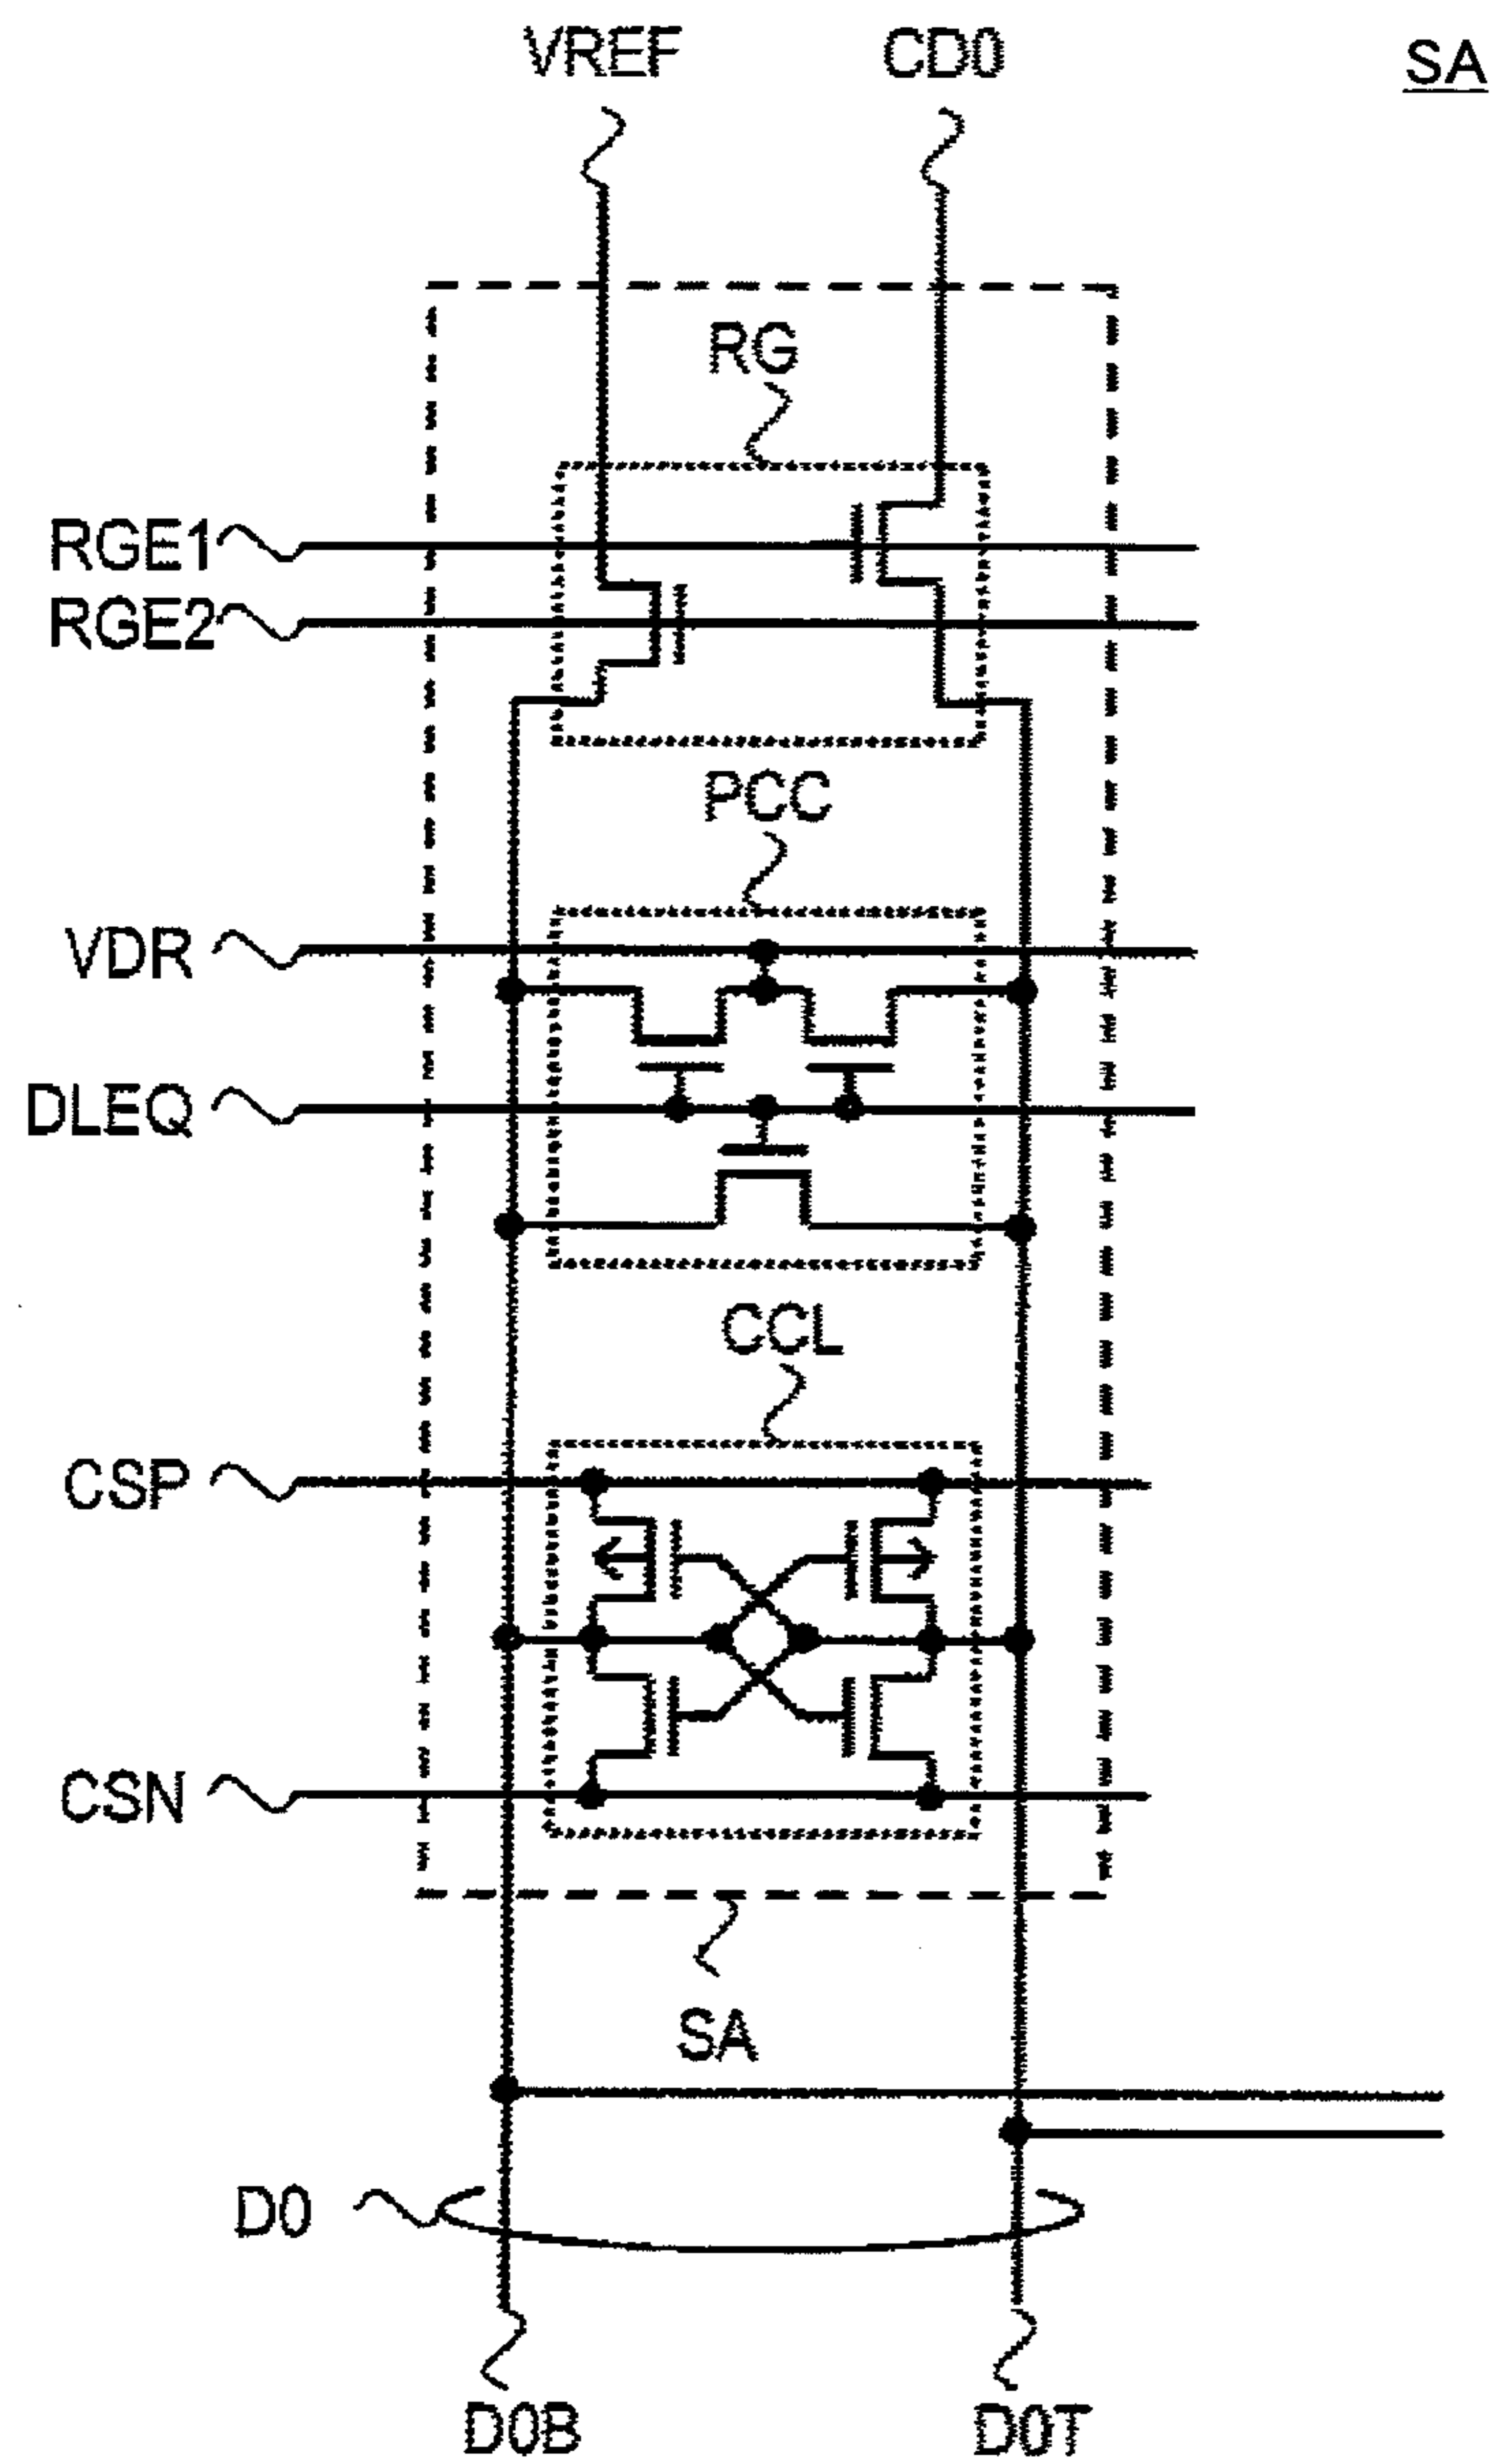 VREF
CD0
SA
RG
RGE1
RGE2
PCC
VDR
DLEQ
CCL
CSP
CSN
SA
D0
D0B
D0T